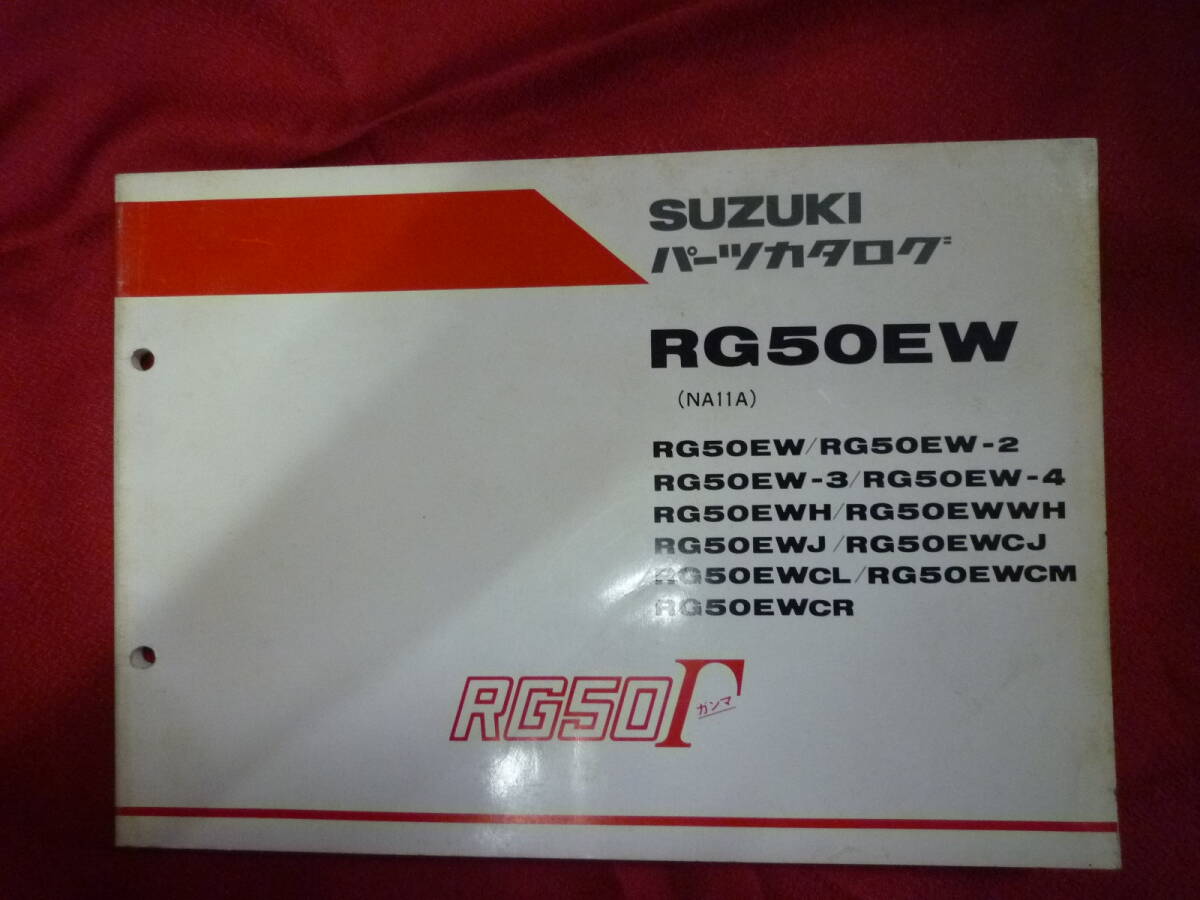 SUZUKI
パーツカタログ
RG50EW
(NA11A)
RG50EW/RG50EW-2
RG50EW-3/RG50EW-4
RG50EWH/RG50EWWH
RG50EWJ/RG50EWCJ
RG50EWCL/RG50EWCM
RG50EWCR
RG50Γ
ガンマ